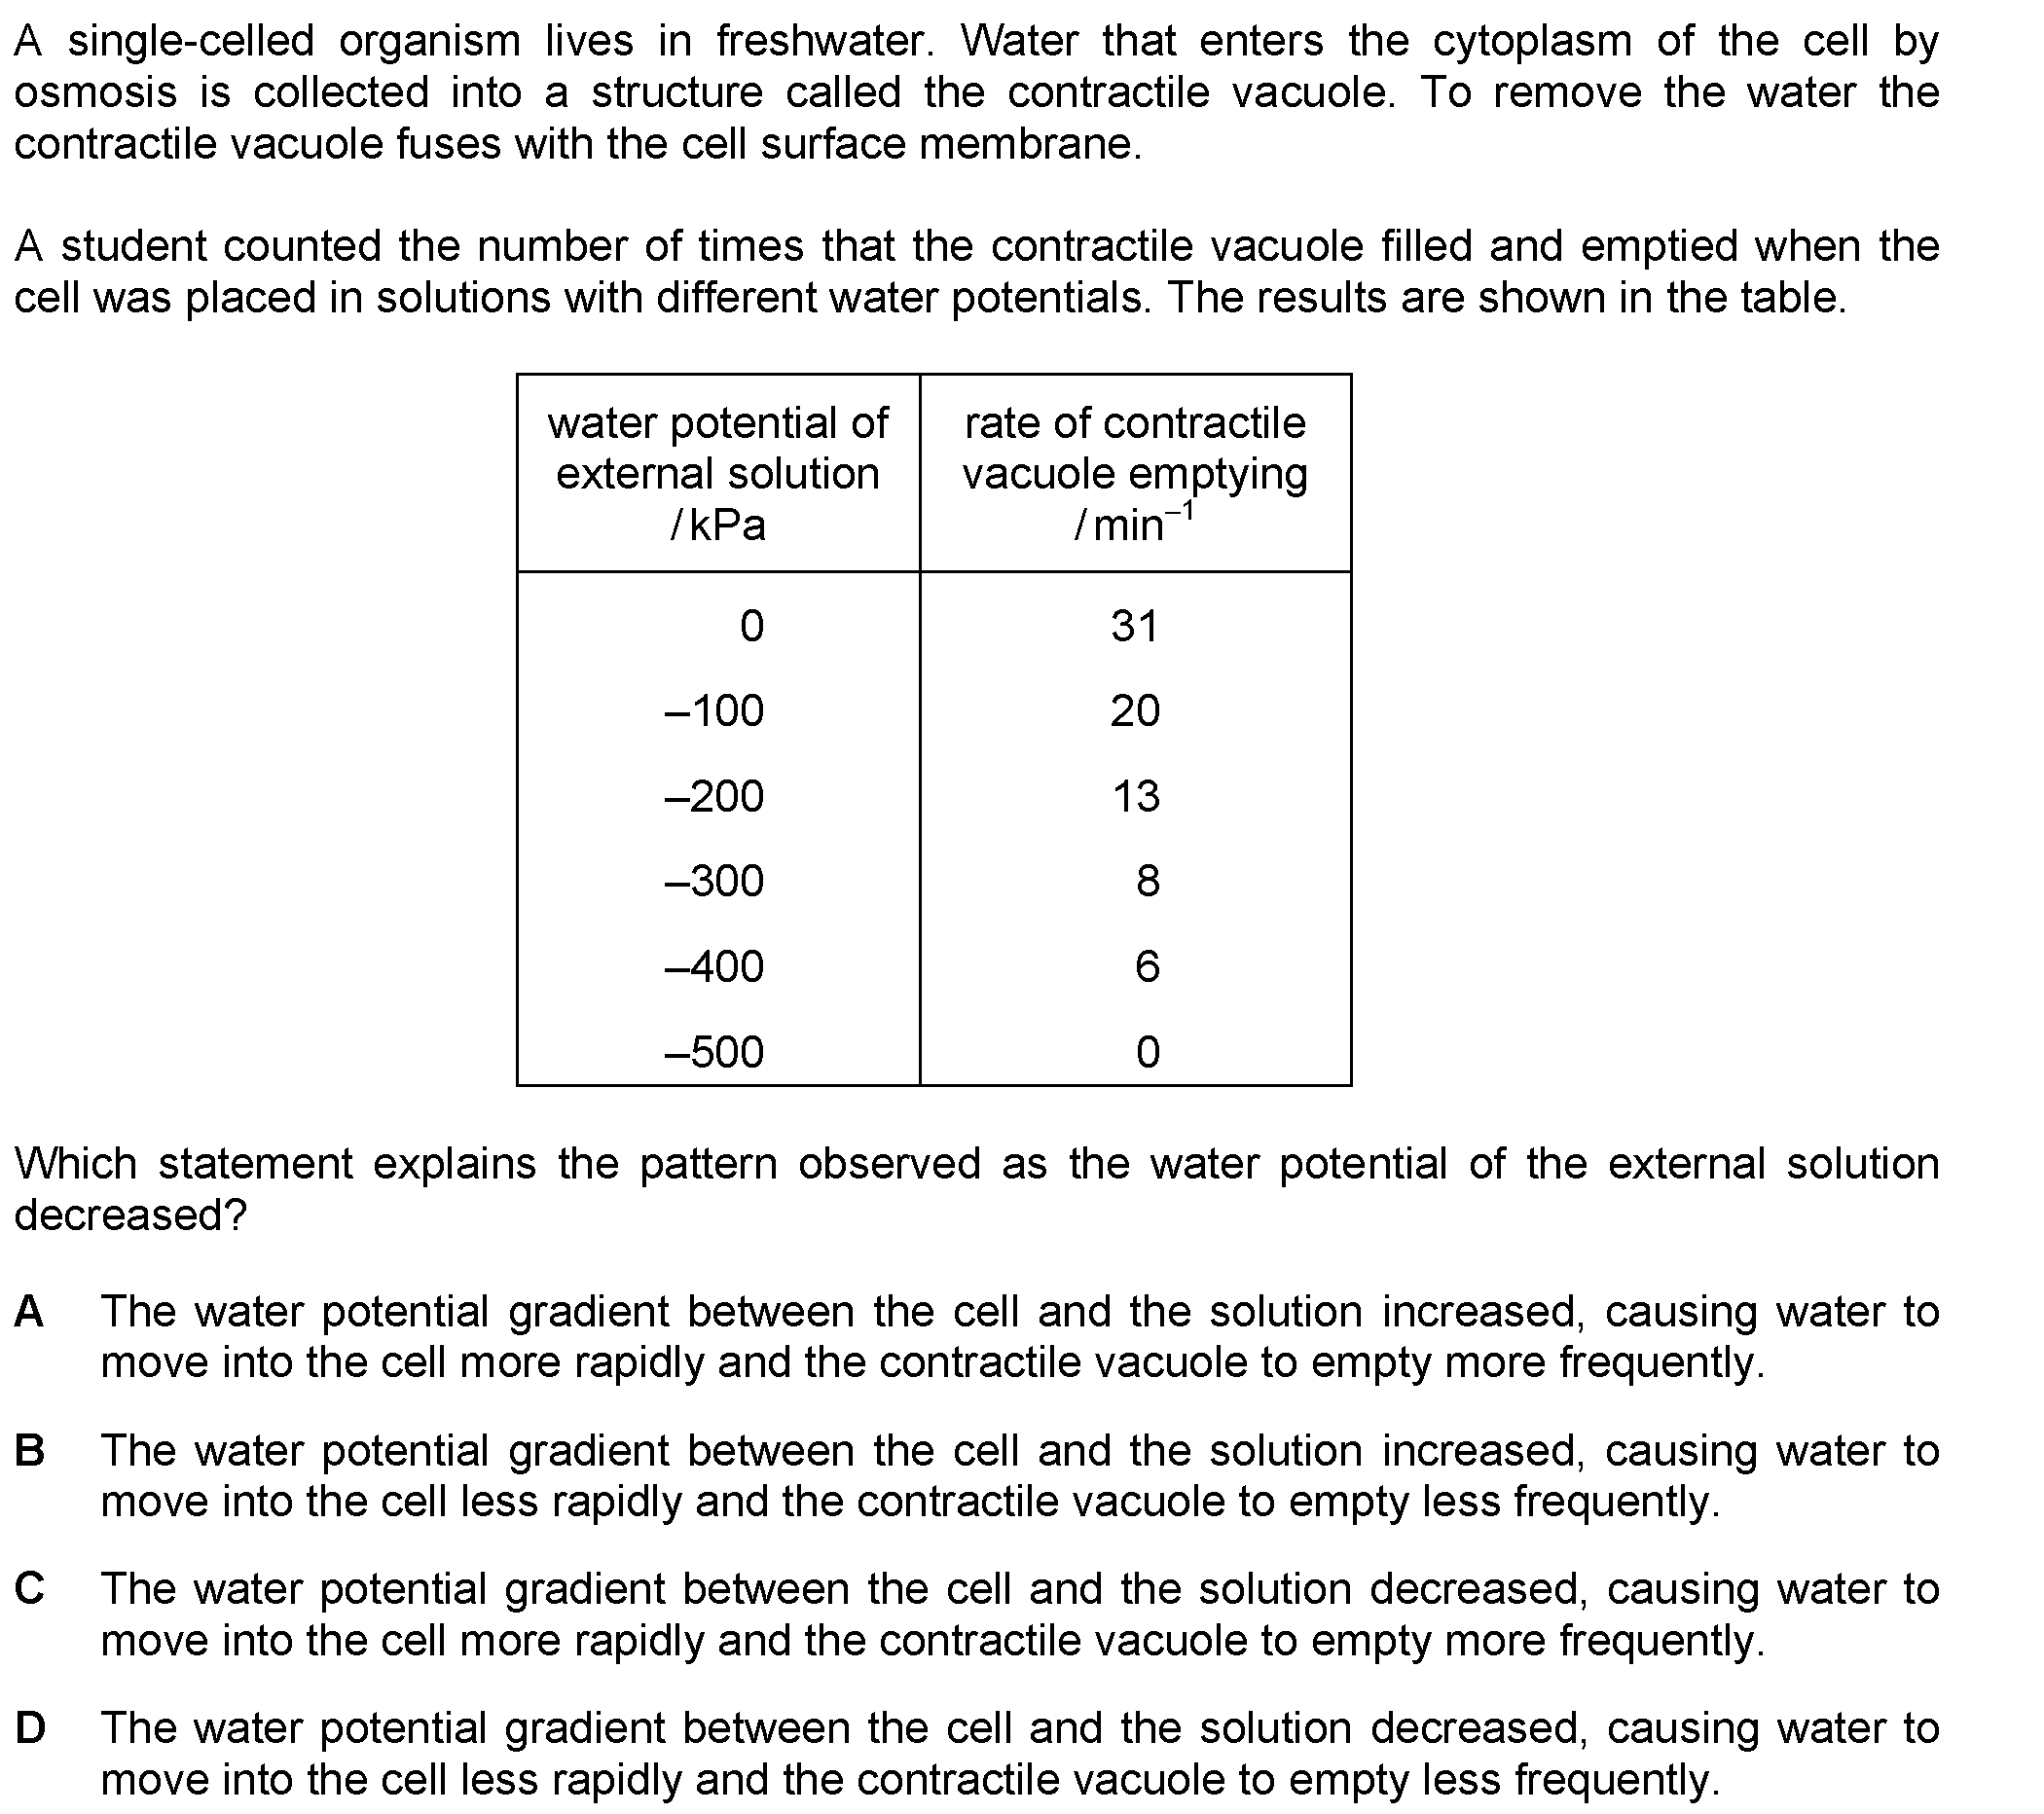 A single-celled organism lives in freshwater. Water that enters the cytoplasm of the cell by
osmosis is collected into a structure called the contractile vacuole. To remove the water the
contractile vacuole fuses with the cell surface membrane.
A student counted the number of times that the contractile vacuole filled and emptied when the
cell was placed in solutions with different water potentials. The results are shown in the table.
water potential of external solution /kPa
rate of contractile vacuole emptying /min–1
0 31
–100 20
–200 13
–300 8
–400 6
–500 0
Which statement explains the pattern observed as the water potential of the external solution
decreased?
A The water potential gradient between the cell and the solution increased, causing water to
move into the cell more rapidly and the contractile vacuole to empty more frequently.
B The water potential gradient between the cell and the solution increased, causing water to
move into the cell less rapidly and the contractile vacuole to empty less frequently.
C The water potential gradient between the cell and the solution decreased, causing water to
move into the cell more rapidly and the contractile vacuole to empty more frequently.
D The water potential gradient between the cell and the solution decreased, causing water to
move into the cell less rapidly and the contractile vacuole to empty less frequently.